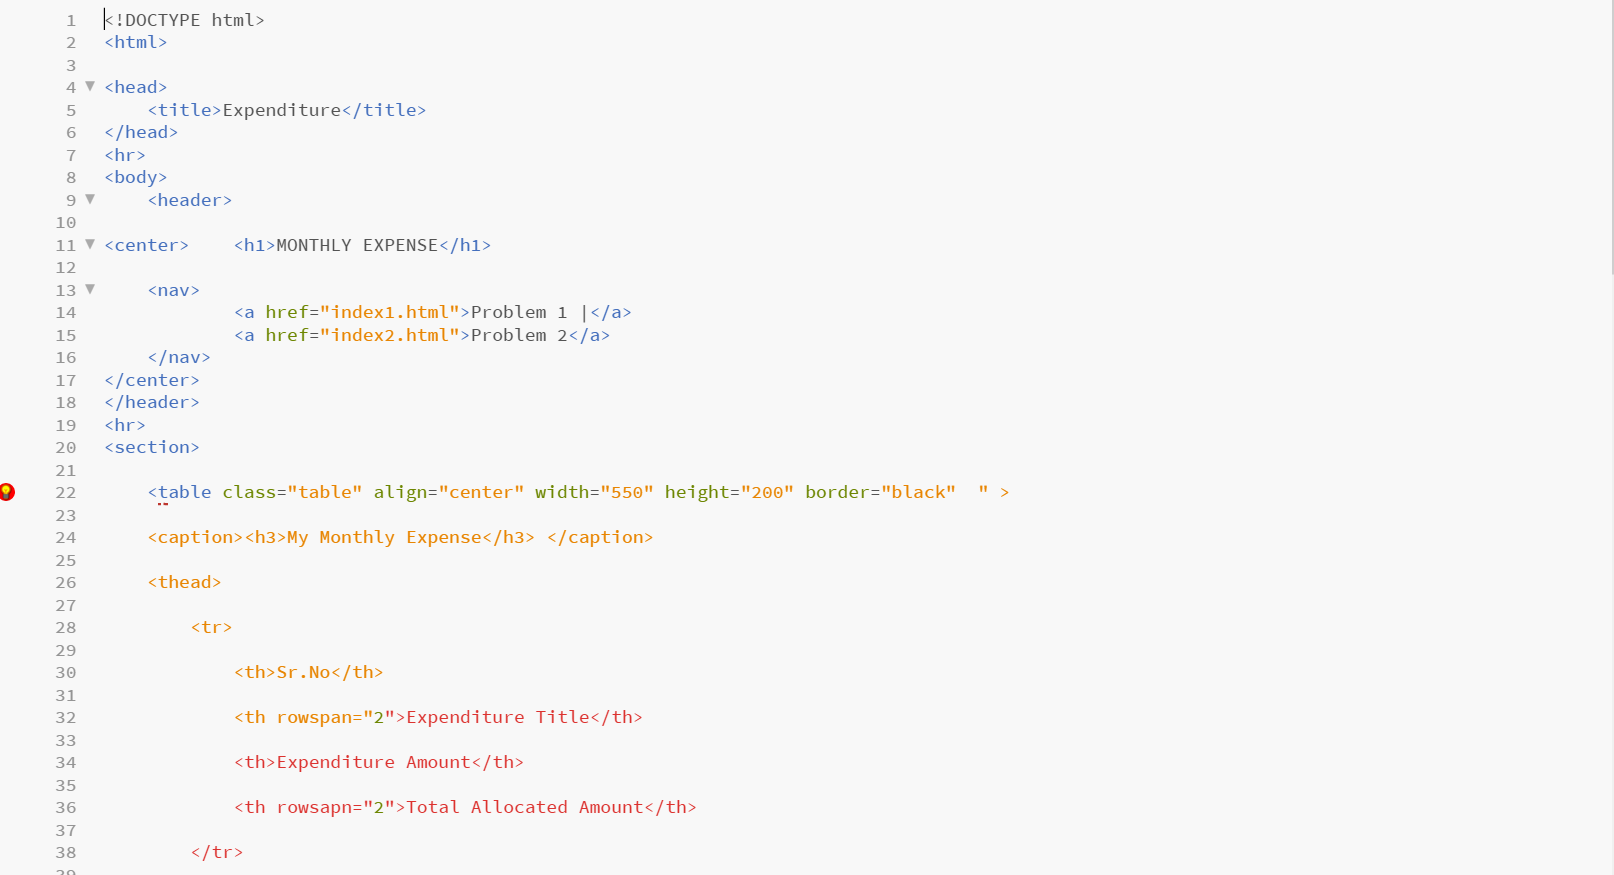 1 <!DOCTYPE html>
2 <html>
3
4 <head>
5 <title>Expenditure</title>
6 </head>
7 <hr>
8 <body>
9 <header>
10
11 <center> <h1>MONTHLY EXPENSE</h1>
12
13 <nav>
14 <a href="index1.html">Problem 1 |</a>
15 <a href="index2.html">Problem 2</a>
16 </nav>
17 </center>
18 </header>
19 <hr>
20 <section>
21
22 <table class="table" align="center" width="550" height="200" border="black" " >
23
24 <caption><h3>My Monthly Expense</h3> </caption>
25
26 <thead>
27
28 <tr>
29
30 <th>Sr.No</th>
31
32 <th rowspan="2">Expenditure Title</th>
33
34 <th>Expenditure Amount</th>
35
36 <th rowsapn="2">Total Allocated Amount</th>
37
38 </tr>
39